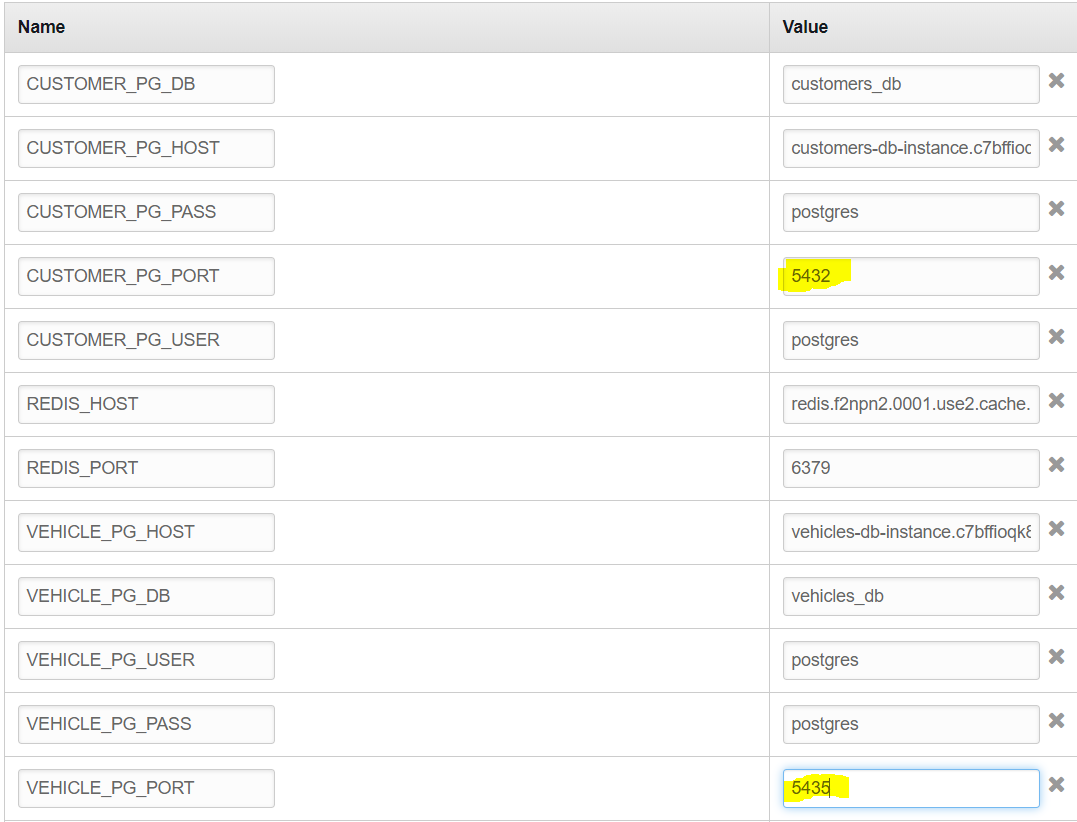 Name Value
CUSTOMER_PG_DB customers_db
CUSTOMER_PG_HOST customers-db-instance.c7bffioc
CUSTOMER_PG_PASS postgres
CUSTOMER_PG_PORT 5432
CUSTOMER_PG_USER postgres
REDIS_HOST redis.f2npn2.0001.use2.cache.
REDIS_PORT 6379
VEHICLE_PG_HOST vehicles-db-instance.c7bffioqk8
VEHICLE_PG_DB vehicles_db
VEHICLE_PG_USER postgres
VEHICLE_PG_PASS postgres
VEHICLE_PG_PORT 5435